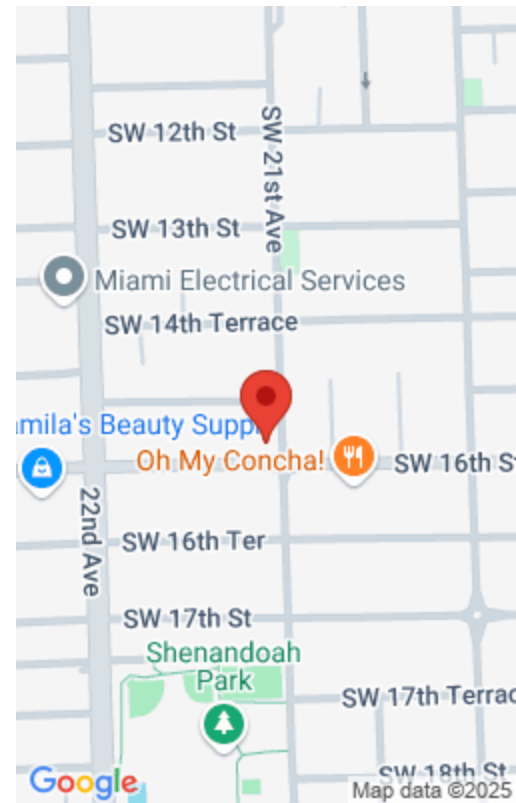 SW 12th St
SW 21st Ave
SW 13th St
Miami Electrical Services
SW 14th Terrace
amila's Beauty Suppl
Oh My Concha!
SW 16th St
22nd Ave
SW 16th Ter
SW 17th St
Shenandoah
Park
SW 17th Terrac
SW 18th St
Google
Map data ©2025